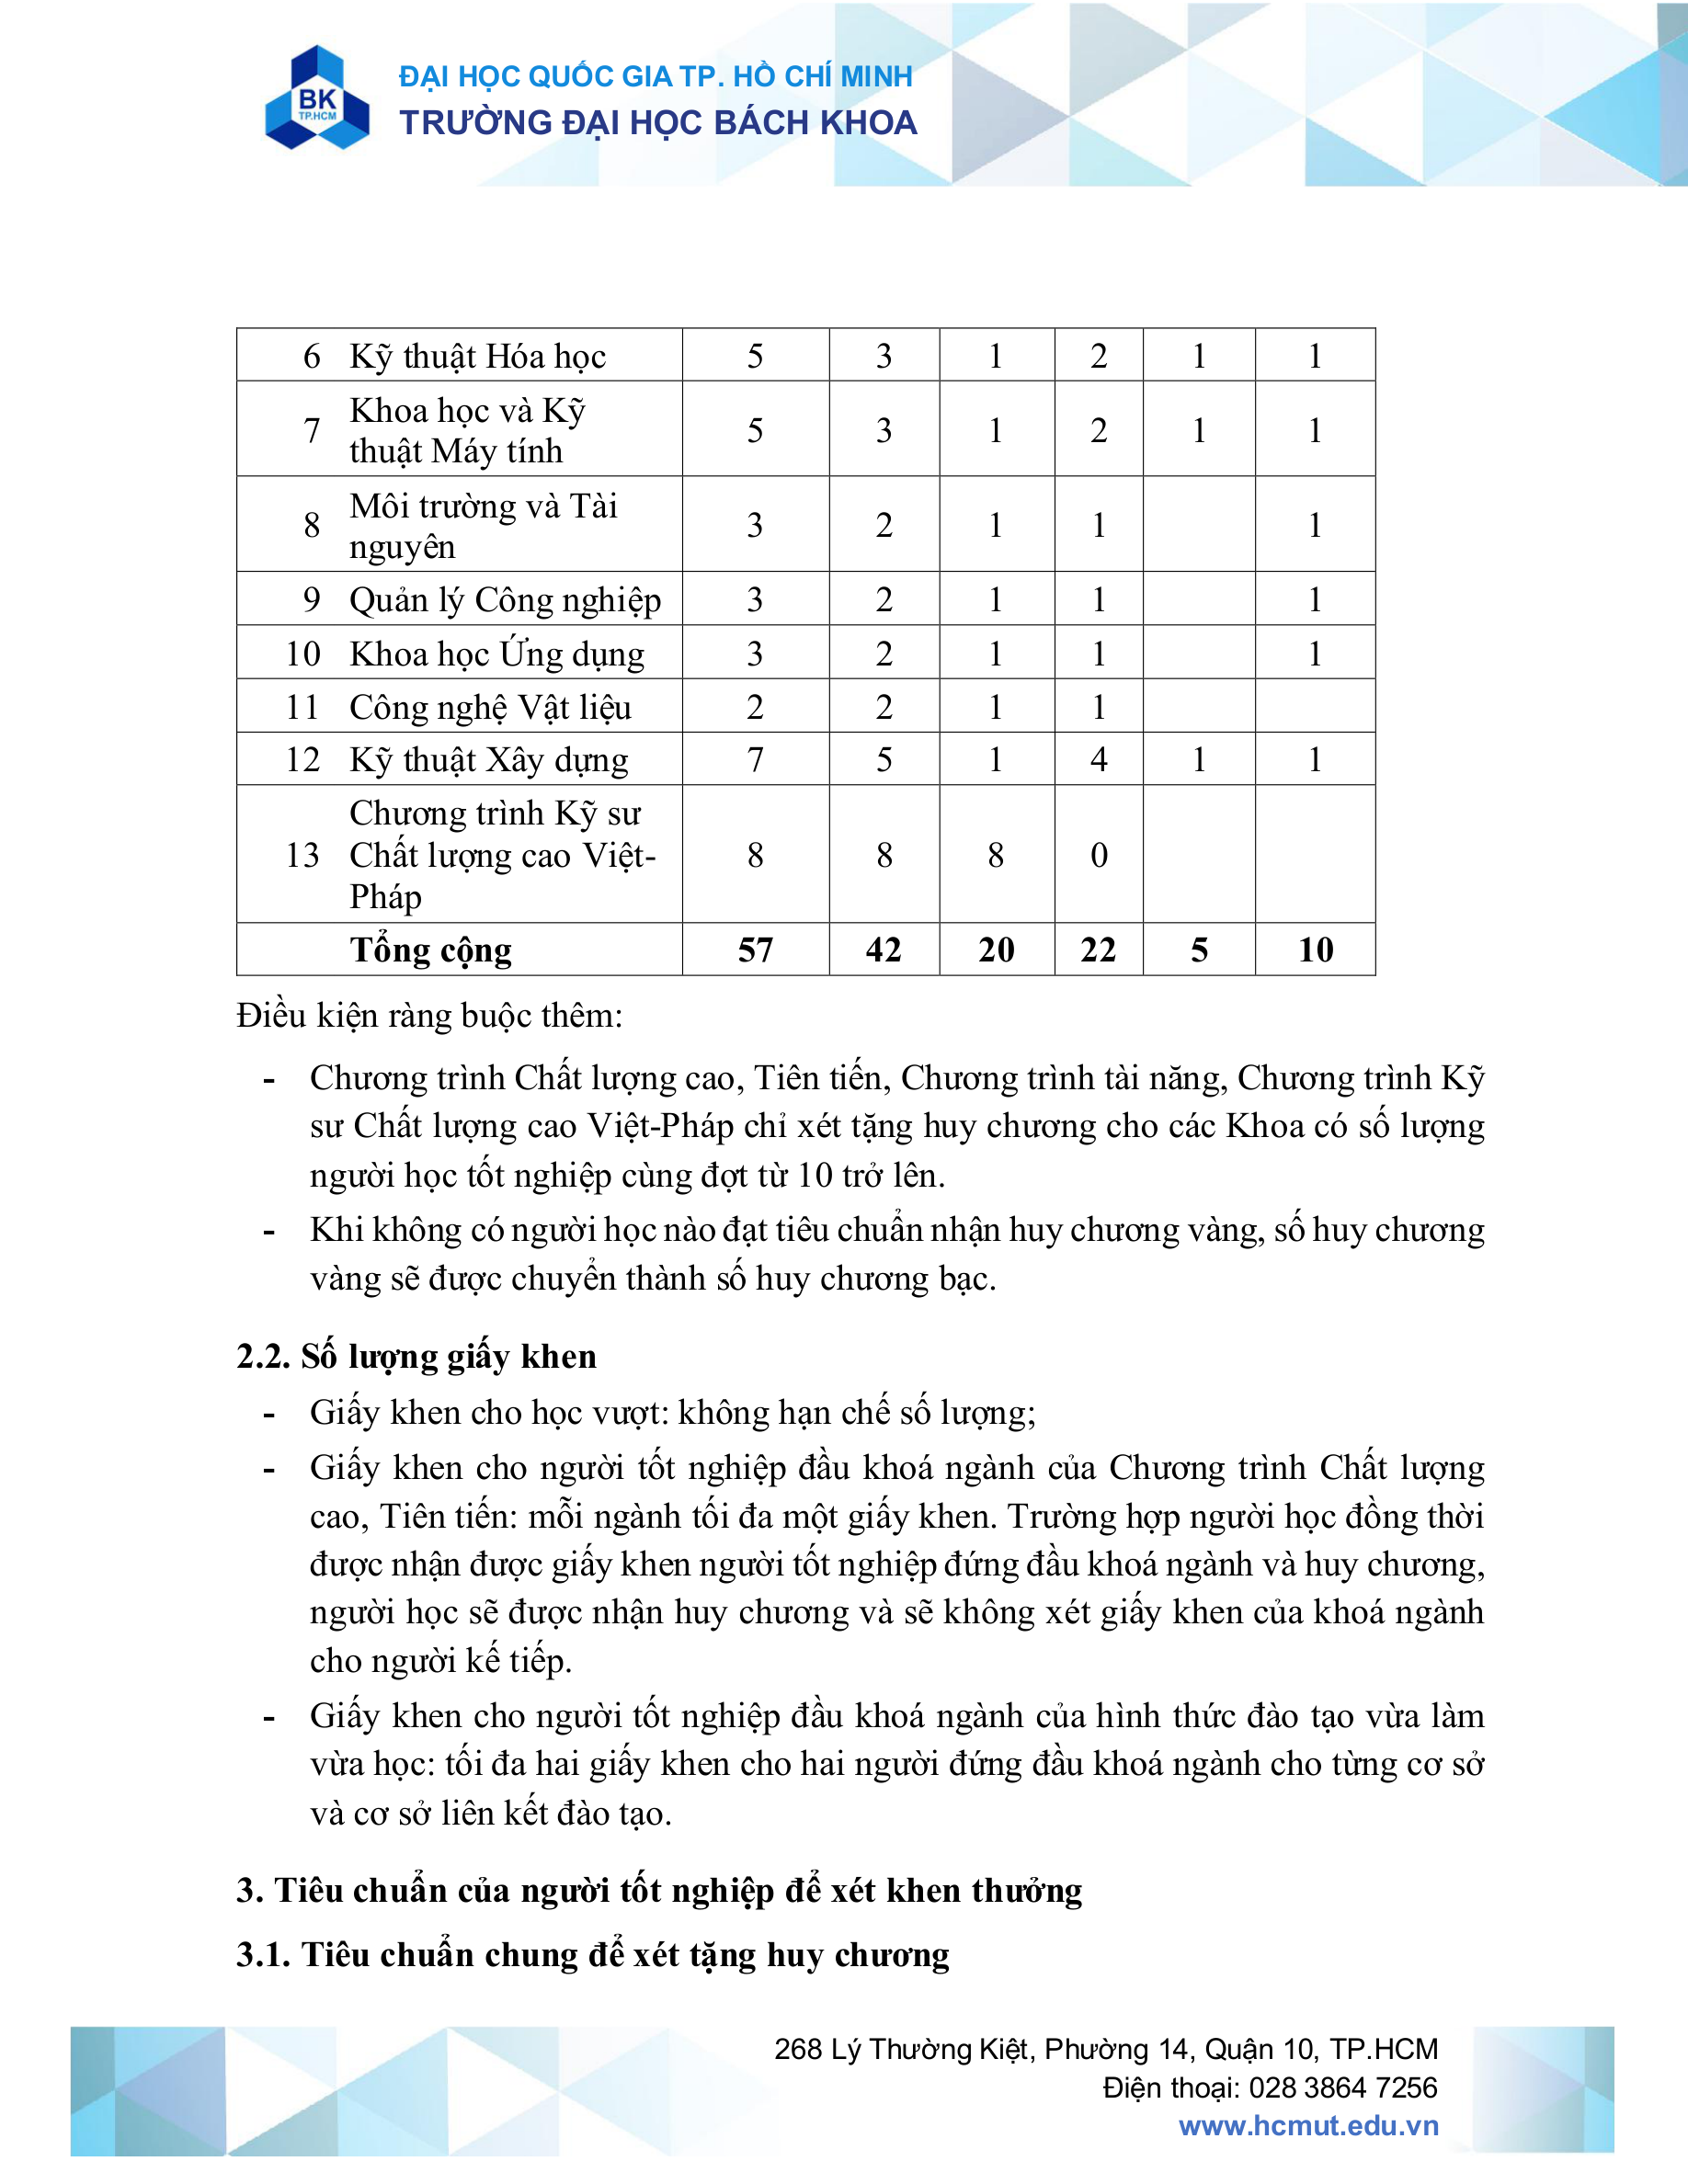 BK
TP.HCM
ĐẠI HỌC QUỐC GIA TP. HỒ CHÍ MINH
TRƯỜNG ĐẠI HỌC BÁCH KHOA
6 Kỹ thuật Hóa học 5 3 1 2 1 1
7 Khoa học và Kỹ thuật Máy tính 5 3 1 2 1 1
8 Môi trường và Tài nguyên 3 2 1 1 1
9 Quản lý Công nghiệp 3 2 1 1 1
10 Khoa học Ứng dụng 3 2 1 1 1
11 Công nghệ Vật liệu 2 2 1 1
12 Kỹ thuật Xây dựng 7 5 1 4 1 1
13 Chương trình Kỹ sư Chất lượng cao Việt-Pháp 8 8 8 0
Tổng cộng 57 42 20 22 5 10
Điều kiện ràng buộc thêm:
- Chương trình Chất lượng cao, Tiên tiến, Chương trình tài năng, Chương trình Kỹ
sư Chất lượng cao Việt-Pháp chỉ xét tặng huy chương cho các Khoa có số lượng
người học tốt nghiệp cùng đợt từ 10 trở lên.
- Khi không có người học nào đạt tiêu chuẩn nhận huy chương vàng, số huy chương
vàng sẽ được chuyển thành số huy chương bạc.
2.2. Số lượng giấy khen
- Giấy khen cho học vượt: không hạn chế số lượng;
- Giấy khen cho người tốt nghiệp đầu khoá ngành của Chương trình Chất lượng
cao, Tiên tiến: mỗi ngành tối đa một giấy khen. Trường hợp người học đồng thời
được nhận được giấy khen người tốt nghiệp đứng đầu khoá ngành và huy chương,
người học sẽ được nhận huy chương và sẽ không xét giấy khen của khoá ngành
cho người kế tiếp.
- Giấy khen cho người tốt nghiệp đầu khoá ngành của hình thức đào tạo vừa làm
vừa học: tối đa hai giấy khen cho hai người đứng đầu khoá ngành cho từng cơ sở
và cơ sở liên kết đào tạo.
3. Tiêu chuẩn của người tốt nghiệp để xét khen thưởng
3.1. Tiêu chuẩn chung để xét tặng huy chương
268 Lý Thường Kiệt, Phường 14, Quận 10, TP.HCM
Điện thoại: 028 3864 7256
www.hcmut.edu.vn